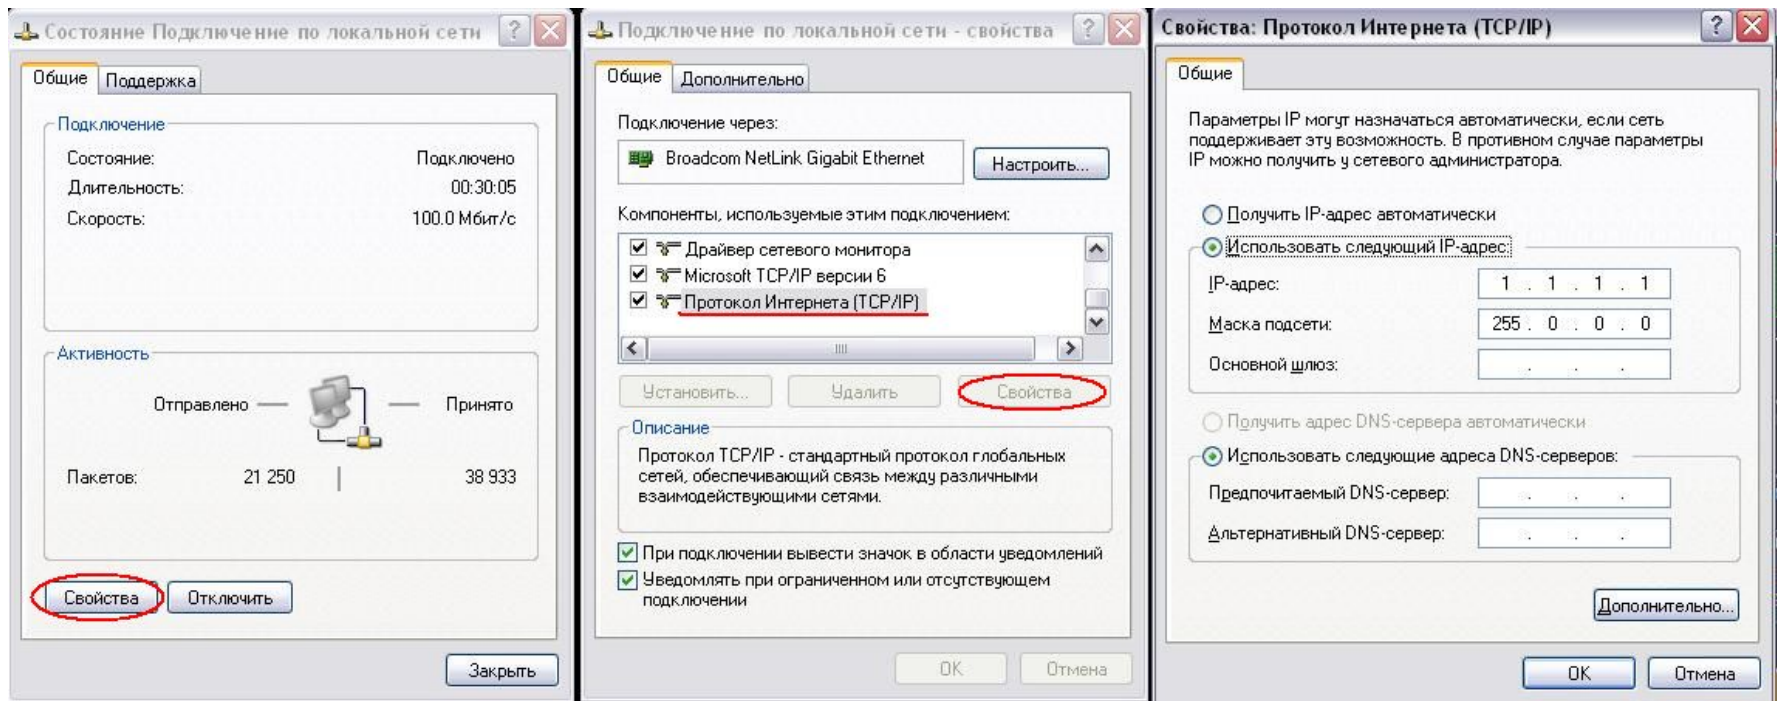 Состояние Подключение по локальной сети
Общие Поддержка
Подключение
Состояние: Подключено
Длительность: 00:30:05
Скорость: 100.0 Мбит/с
Активность
Отправлено — — Принято
Пакетов: 21 250 | 38 933
Свойства Отключить
Закрыть
Подключение по локальной сети - свойства
Общие Дополнительно
Подключение через:
Broadcom NetLink Gigabit Ethernet Настроить...
Компоненты, используемые этим подключением:
Драйвер сетевого монитора
Microsoft TCP/IP версии 6
Протокол Интернета (TCP/IP)
Установить... Удалить Свойства
Описание
Протокол TCP/IP - стандартный протокол глобальных
сетей, обеспечивающий связь между различными
взаимодействующими сетями.
При подключении вывести значок в области уведомлений
Уведомлять при ограниченном или отсутствующем
подключении
OK Отмена
Свойства: Протокол Интернета (TCP/IP)
Общие
Параметры IP могут назначаться автоматически, если сеть
поддерживает эту возможность. В противном случае параметры
IP можно получить у сетевого администратора.
Получить IP-адрес автоматически
Использовать следующий IP-адрес:
IP-адрес: 1 . 1 . 1 . 1
Маска подсети: 255 . 0 . 0 . 0
Основной шлюз: . . .
Получить адрес DNS-сервера автоматически
Использовать следующие адреса DNS-серверов:
Предпочитаемый DNS-сервер: . . .
Альтернативный DNS-сервер: . . .
Дополнительно...
OK Отмена